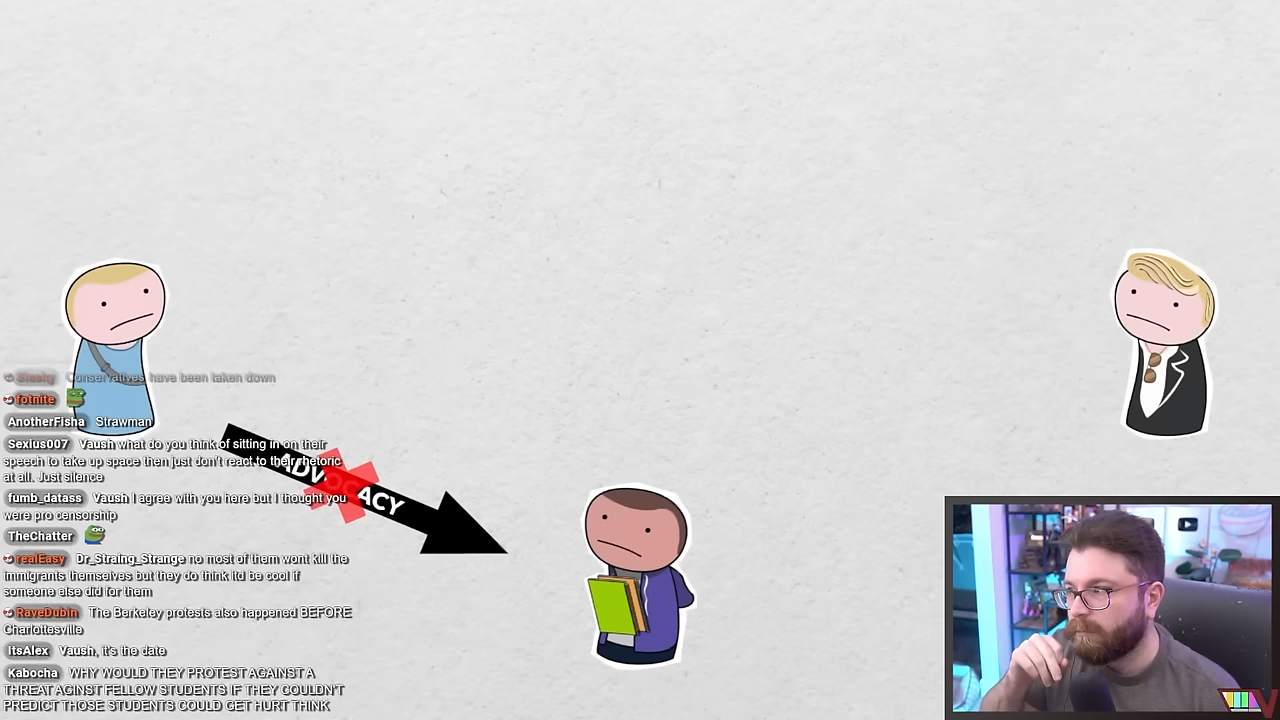 Slashy Conservatives have been taken down
fotnite
AnotherFisha Strawman
Sexius007 Vaush what do you think of sitting in on their
speech to take up space then just don't react to their rhetoric
at all. Just silence
ADVOCACY
fumb_datass Vaush I agree with you here but I thought you
were pro censorship
TheChatter
realEasy Dr_Straing_Strange no most of them wont kill the
immigrants themselves but they do think itd be cool if
someone else did for them
RaveDubin The Berkeley protests also happened BEFORE
Charlottesville
ItsAlex Vaush, it's the date
Kabocha WHY WOULD THEY PROTEST AGAINST A
THREAT AGINST FELLOW STUDENTS IF THEY COULDN'T
PREDICT THOSE STUDENTS COULD GET HURT THINK